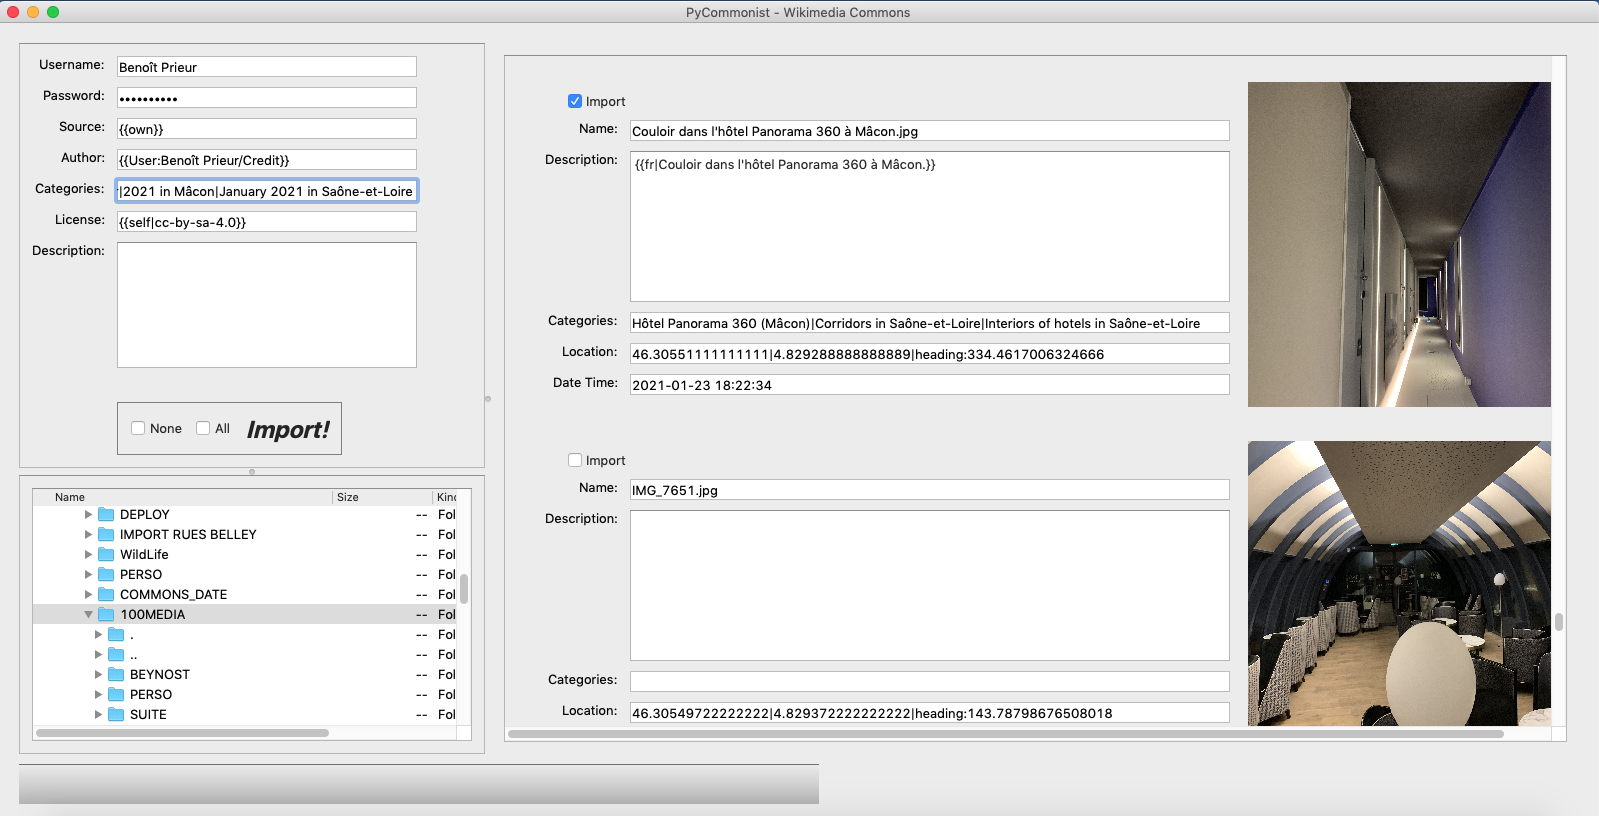 PyCommonist - Wikimedia Commons
Username: Benoît Prieur
Password: ••••••••••
Source: {{own}}
Author: {{User:Benoît Prieur/Credit}}
Categories: |2021 in Mâcon|January 2021 in Saône-et-Loire
License: {{self|cc-by-sa-4.0}}
Description:
None All Import!
Name Size Kind
DEPLOY -- Fol
IMPORT RUES BELLEY -- Fol
WildLife -- Fol
PERSO -- Fol
COMMONS_DATE -- Fol
100MEDIA -- Fol
. -- Fol
.. -- Fol
BEYNOST -- Fol
PERSO -- Fol
SUITE -- Fol
Import
Name: Couloir dans l'hôtel Panorama 360 à Mâcon.jpg
Description: {{fr|Couloir dans l'hôtel Panorama 360 à Mâcon.}}
Categories: Hôtel Panorama 360 (Mâcon)|Corridors in Saône-et-Loire|Interiors of hotels in Saône-et-Loire
Location: 46.30551111111111|4.829288888888889|heading:334.4617006324666
Date Time: 2021-01-23 18:22:34
Import
Name: IMG_7651.jpg
Description:
Categories:
Location: 46.30549722222222|4.829372222222222|heading:143.78798676508018